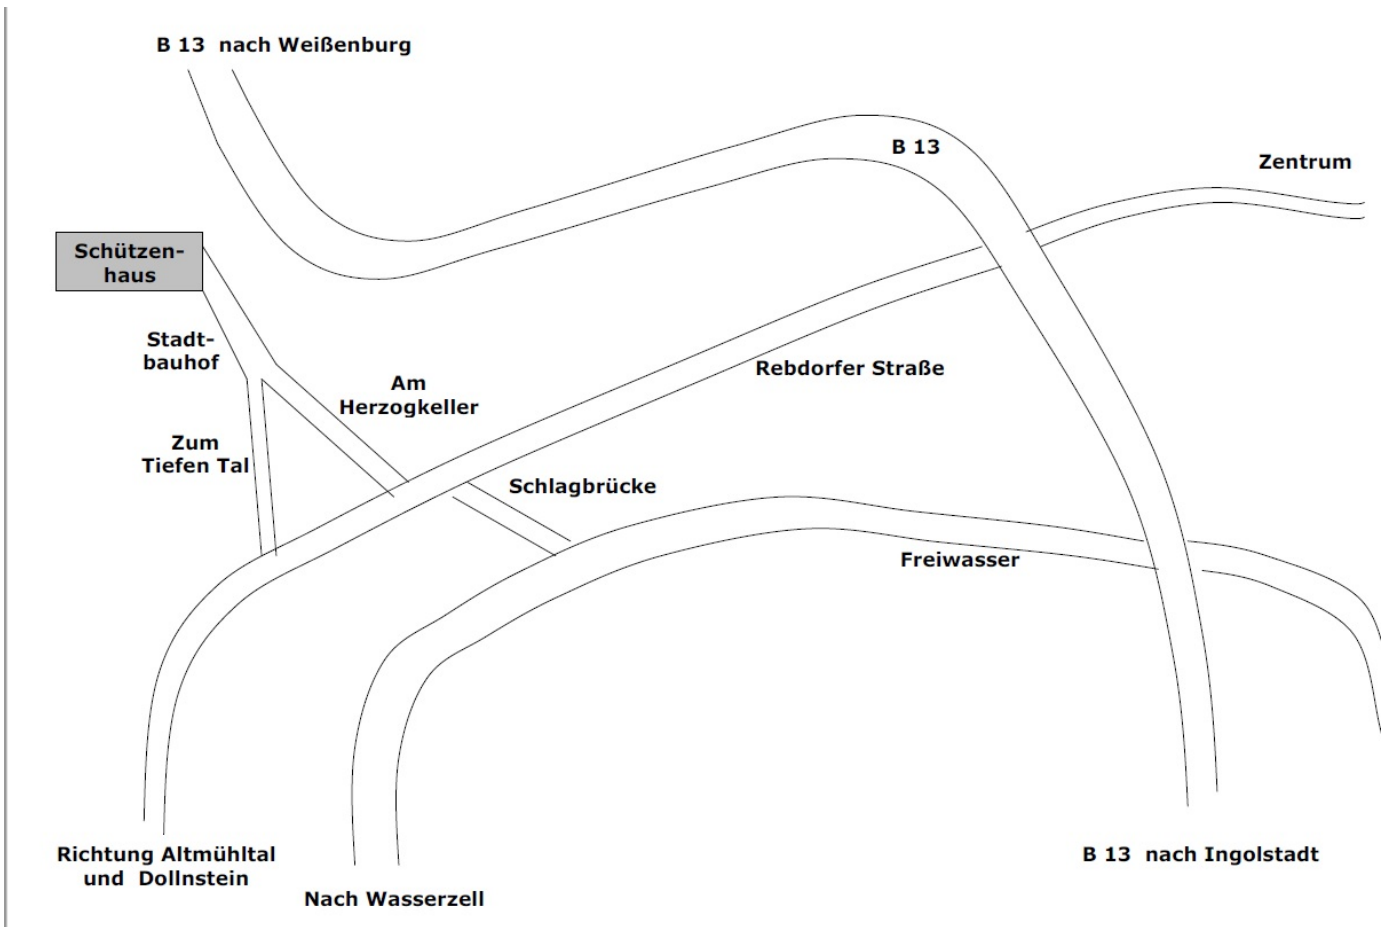 B 13 nach Weißenburg
B 13
Zentrum
Schützen-
haus
Stadt-
bauhof
Am
Herzogkeller
Rebdorfer Straße
Zum
Tiefen Tal
Schlagbrücke
Freiwasser
Richtung Altmühltal
und Dollnstein
B 13 nach Ingolstadt
Nach Wasserzell